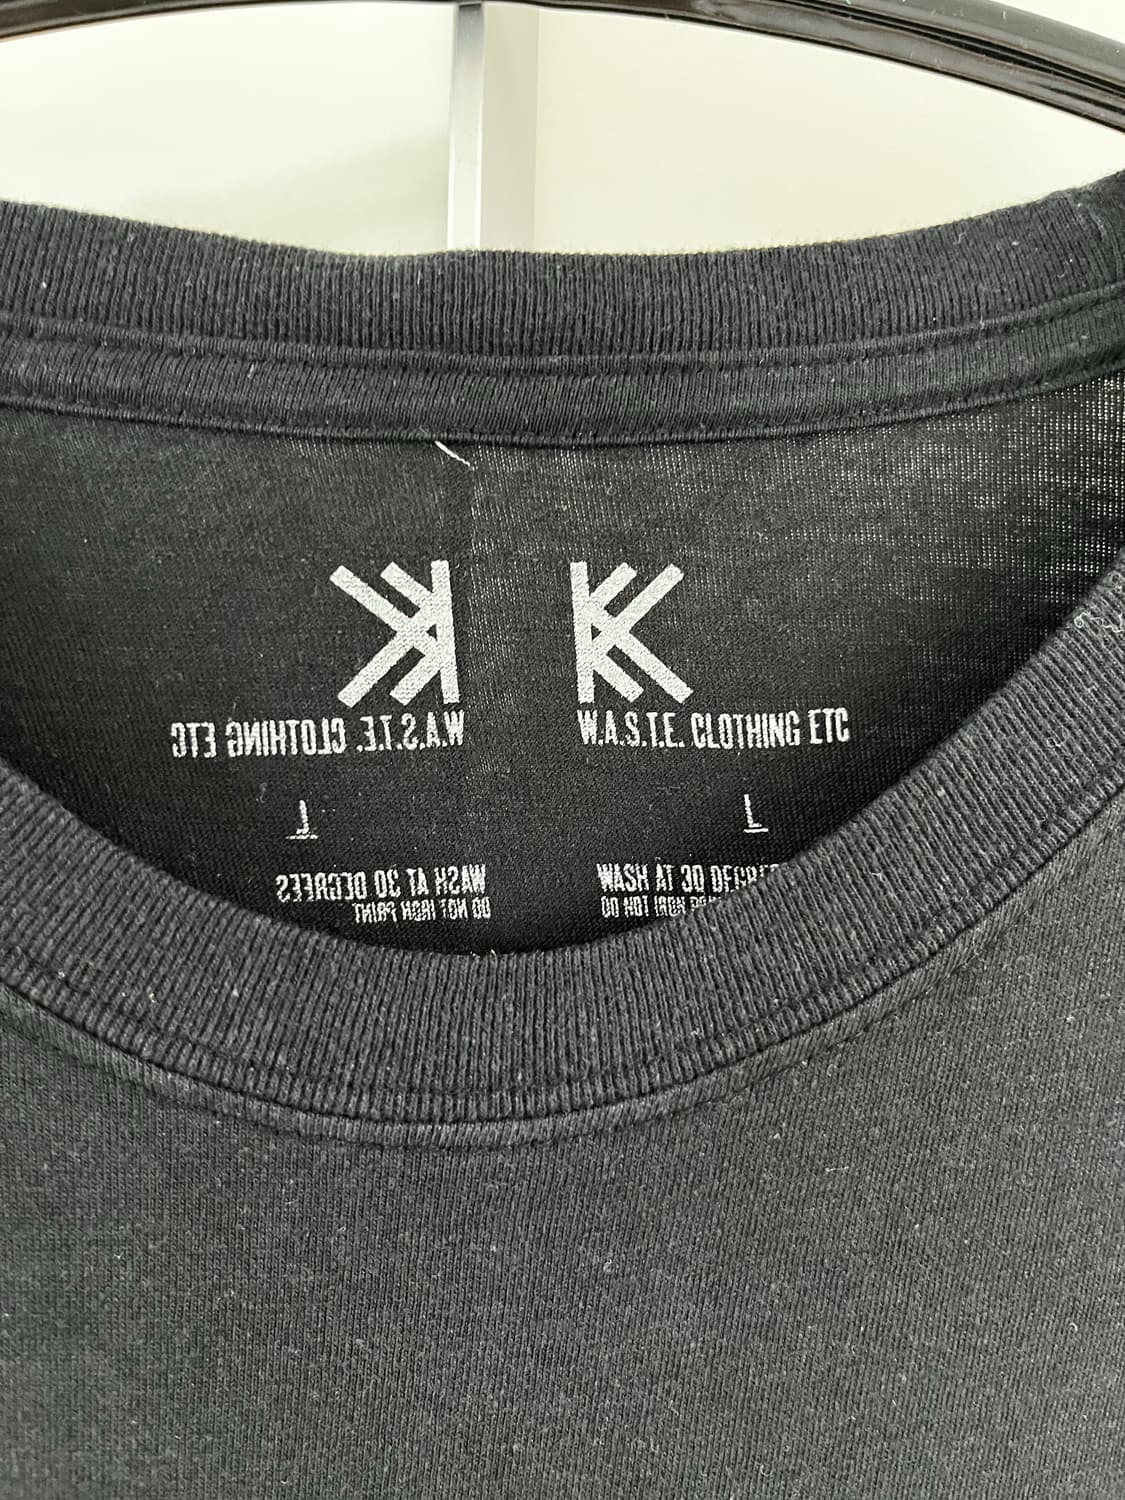 W.A.S.T.E. CLOTHING ETC
W.A.S.T.E. CLOTHING ETC
L
L
WASH AT 30 DEGREES
WASH AT 30
DO NOT IRON PRINT
DO NOT IRON